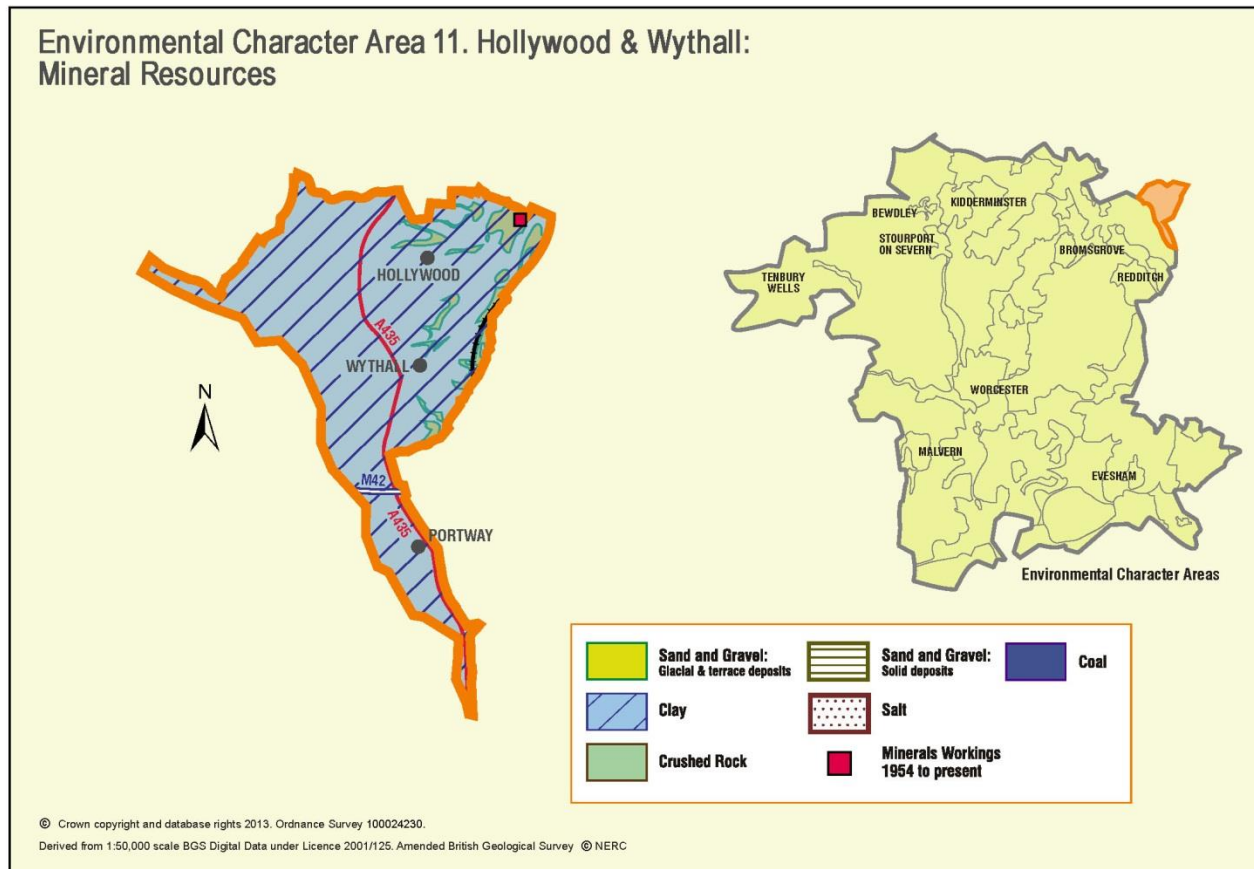 Environmental Character Area 11. Hollywood & Wythall:
Mineral Resources
HOLLYWOOD
A435
WYTHALL
N
M42
A435
PORTWAY
KIDDERMINSTER
BEWDLEY
STOURPORT
ON SEVERN
BROMSGROVE
TENBURY
WELLS
REDDITCH
WORCESTER
MALVERN
EVESHAM
Environmental Character Areas
Sand and Gravel:
Glacial & terrace deposits
Sand and Gravel:
Solid deposits
Coal
Clay
Salt
Crushed Rock
Minerals Workings
1954 to present
© Crown copyright and database rights 2013. Ordnance Survey 100024230.
Derived from 1:50,000 scale BGS Digital Data under Licence 2001/125. Amended British Geological Survey © NERC